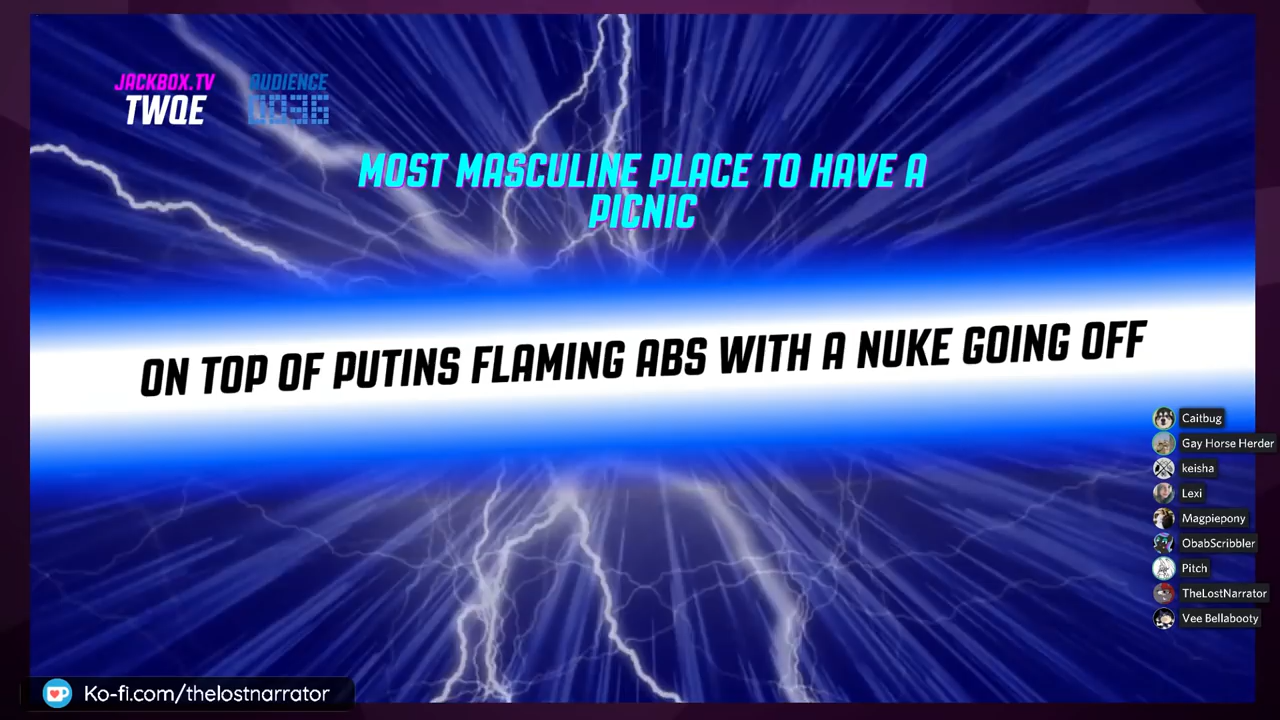 JACKBOX.TV
TWQE
AUDIENCE
0036
MOST MASCULINE PLACE TO HAVE A
PICNIC
ON TOP OF PUTINS FLAMING ABS WITH A NUKE GOING OFF
Caitbug
Gay Horse Herder
keisha
Lexi
Magpiepony
ObabScribbler
Pitch
TheLostNarrator
Vee Bellabooty
Ko-fi.com/thelostnarrator